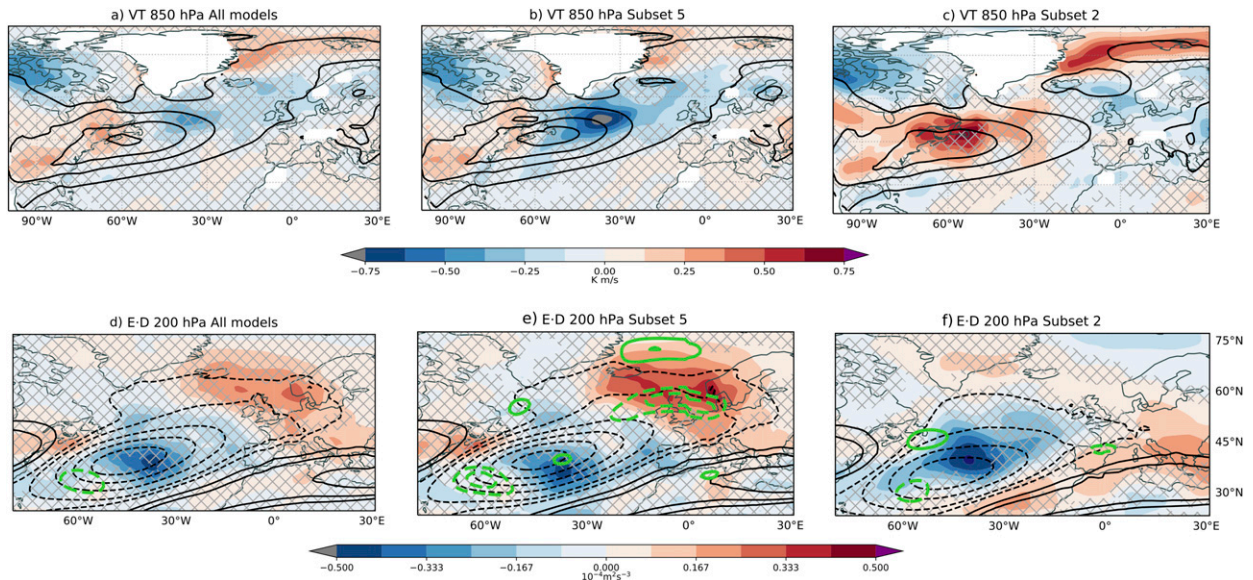 a) VT 850 hPa All models
b) VT 850 hPa Subset 5
c) VT 850 hPa Subset 2
90°W 60°W 30°W 0° 30°E
90°W 60°W 30°W 0° 30°E
90°W 60°W 30°W 0° 30°E
−0.75 −0.50 −0.25 0.00 0.25 0.50 0.75
K m/s
d) E·D 200 hPa All models
e) E·D 200 hPa Subset 5
f) E·D 200 hPa Subset 2
75°N
60°N
45°N
30°N
60°W 30°W 0° 30°E
60°W 30°W 0° 30°E
60°W 30°W 0° 30°E
−0.500 −0.333 −0.167 0.000 0.167 0.333 0.500
10⁻⁴m²s⁻³